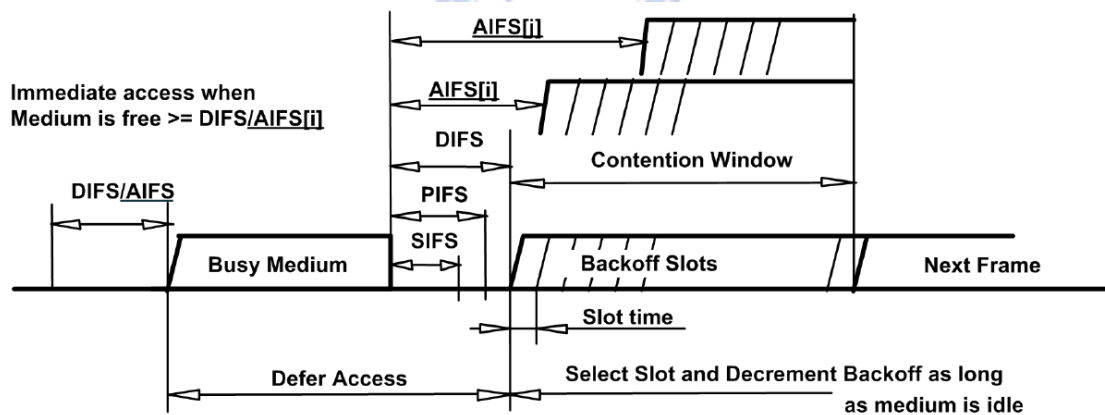 AIFS[j]
AIFS[i]
Immediate access when
Medium is free >= DIFS/AIFS[i]
DIFS
Contention Window
DIFS/AIFS
PIFS
SIFS
Busy Medium
Backoff Slots
Next Frame
Slot time
Defer Access
Select Slot and Decrement Backoff as long
as medium is idle